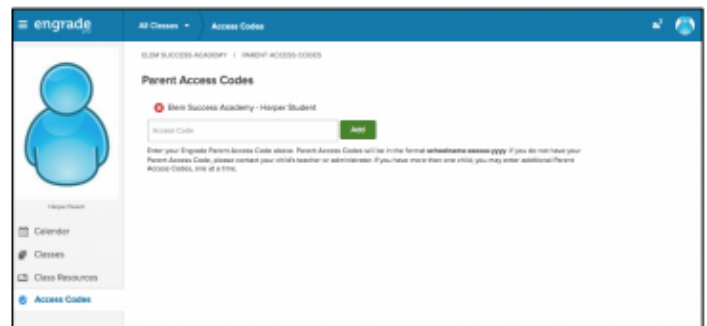 engrade
All Classes
Access Codes
ELEM SUCCESS ACADEMY / PARENT ACCESS CODES
Parent Access Codes
Elem Success Academy - Harper Student
Access Code
Add
Enter your Engrade Parent Access Code above. Parent Access Codes will be in the format If you do not have your
Parent Access Code, please contact your child's teacher or administrator. If you have more than one child, you may enter additional Parent
Access Codes, one at a time.
Harper Parent
Calendar
Classes
Class Resources
Access Codes